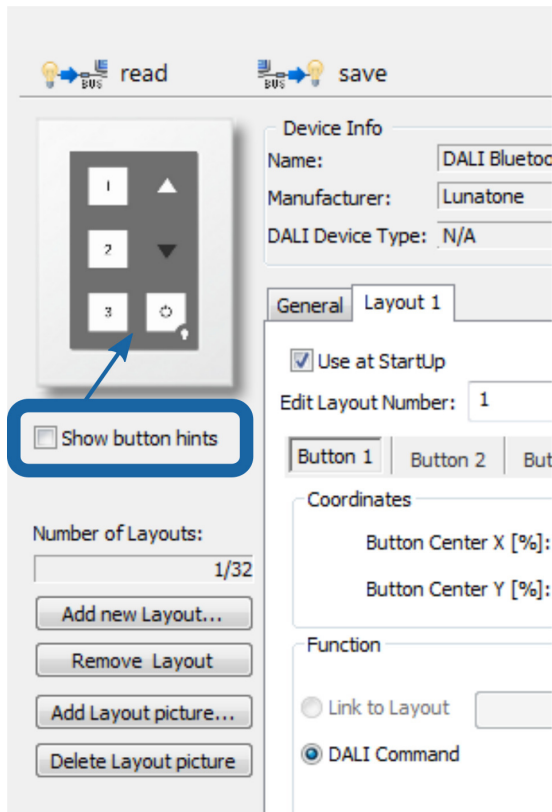 BUS read
BUS save
1
2
3
Show button hints
Number of Layouts:
1/32
Add new Layout...
Remove Layout
Add Layout picture...
Delete Layout picture
Device Info
Name: DALI
Manufacturer: Lunatone
DALI Device Type: N/A
General Layout 1
Use at StartUp
Edit Layout Number: 1
Button 1 Button 2
Coordinates
Button Center X [%]:
Button Center Y [%]:
Function
Link to Layout
DALI Command